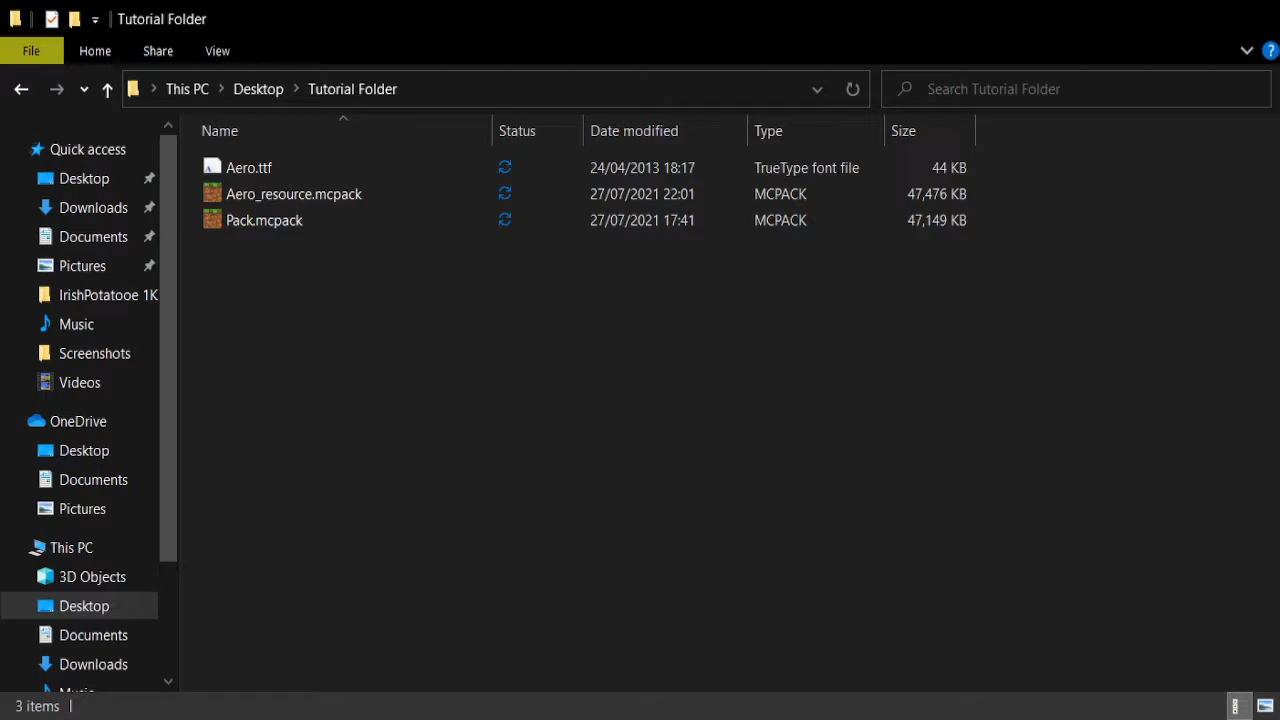 Tutorial Folder
File Home Share View
This PC Desktop Tutorial Folder Search Tutorial Folder
Name Status Date modified Type Size
Aero.ttf 24/04/2013 18:17 TrueType font file 44 KB
Aero_resource.mcpack 27/07/2021 22:01 MCPACK 47,476 KB
Pack.mcpack 27/07/2021 17:41 MCPACK 47,149 KB
Quick access
Desktop
Downloads
Documents
Pictures
IrishPotatooe 1K
Music
Screenshots
Videos
OneDrive
Desktop
Documents
Pictures
This PC
3D Objects
Desktop
Documents
Downloads
Music
3 items